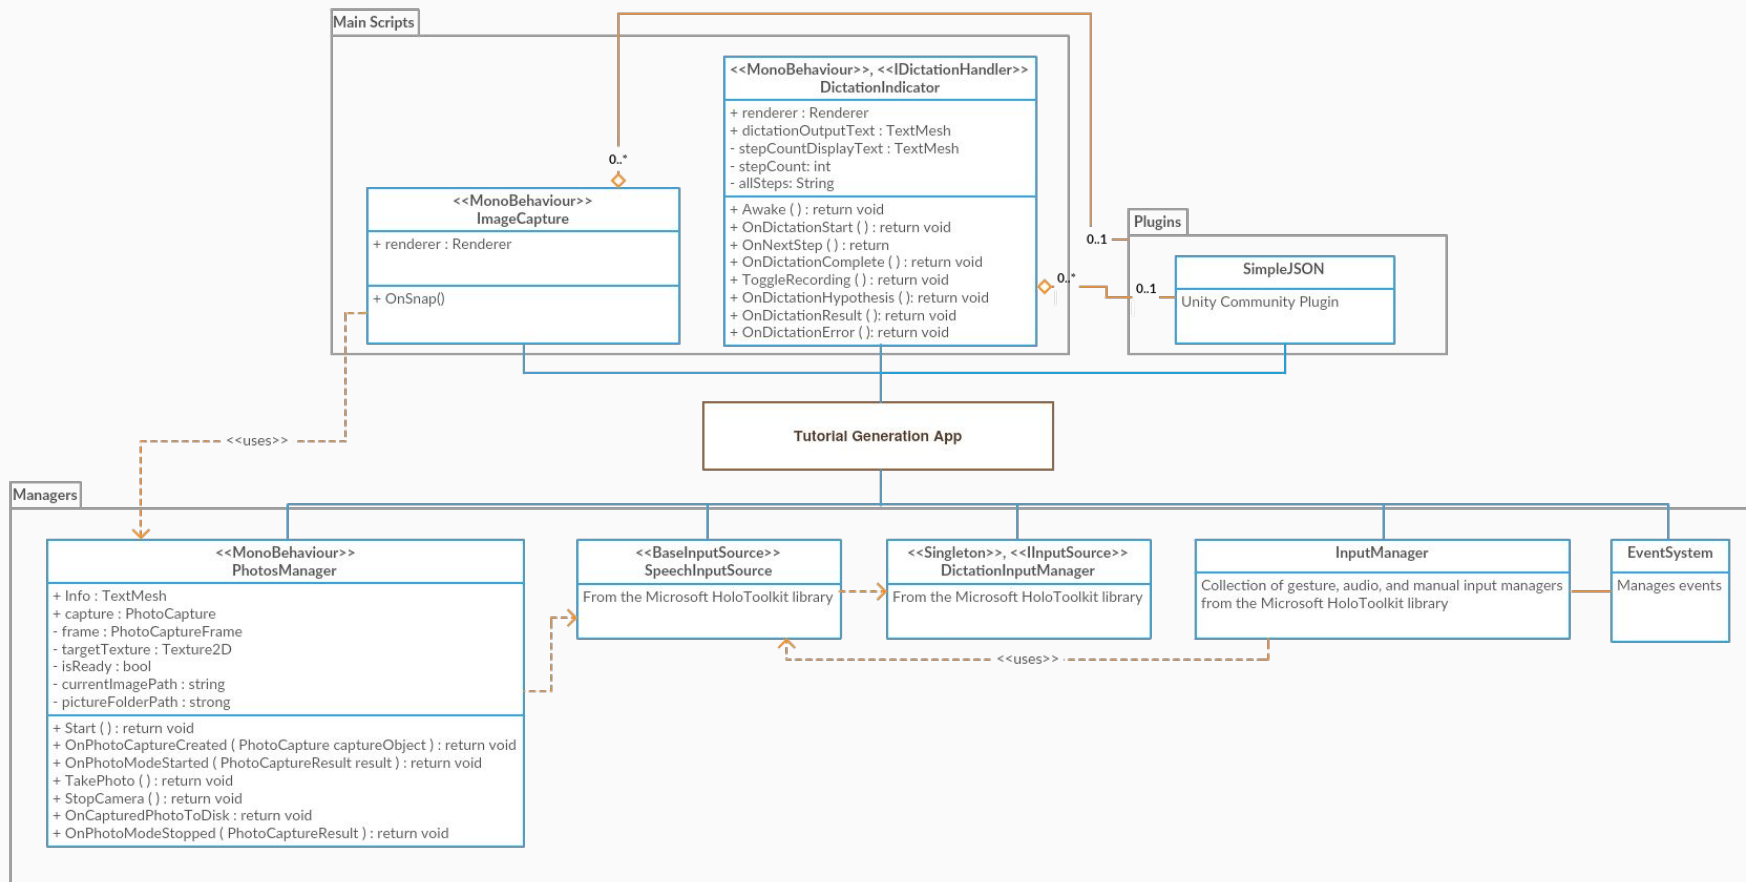 Main Scripts
<<MonoBehaviour>>, <<IDictationHandler>>
DictationIndicator
+ renderer : Renderer
+ dictationOutputText : TextMesh
- stepCountDisplayText : TextMesh
- stepCount: int
- allSteps: String
+ Awake ( ) : return void
+ OnDictationStart ( ) : return void
+ OnNextStep ( ) : return
+ OnDictationComplete ( ) : return void
+ ToggleRecording ( ) : return void
+ OnDictationHypothesis ( ): return void
+ OnDictationResult ( ): return void
+ OnDictationError ( ): return void
0..*
<<MonoBehaviour>>
ImageCapture
+ renderer : Renderer
+ OnSnap()
Plugins
0..1
SimpleJSON
Unity Community Plugin
0..*
0..1
<<uses>>
Tutorial Generation App
Managers
<<MonoBehaviour>>
PhotosManager
+ Info : TextMesh
+ capture : PhotoCapture
- frame : PhotoCaptureFrame
- targetTexture : Texture2D
- isReady : bool
- currentImagePath : string
- pictureFolderPath : strong
+ Start ( ) : return void
+ OnPhotoCaptureCreated ( PhotoCapture captureObject ) : return void
+ OnPhotoModeStarted ( PhotoCaptureResult result ) : return void
+ TakePhoto ( ) : return void
+ StopCamera ( ) : return void
+ OnCapturedPhotoToDisk : return void
+ OnPhotoModeStopped ( PhotoCaptureResult ) : return void
<<BaseInputSource>>
SpeechInputSource
From the Microsoft HoloToolkit library
<<Singleton>>, <<IInputSource>>
DictationInputManager
From the Microsoft HoloToolkit library
InputManager
Collection of gesture, audio, and manual input managers
from the Microsoft HoloToolkit library
EventSystem
Manages events
<<uses>>